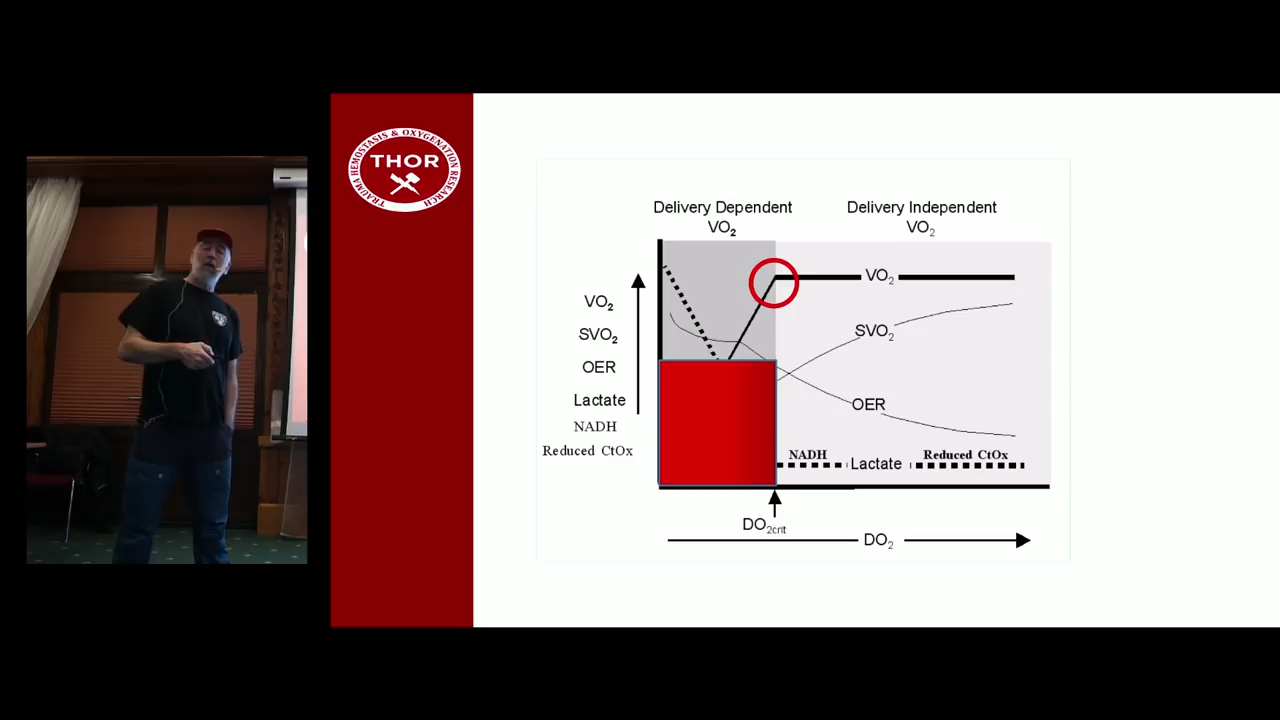 TRAUMA HEMOSTASIS & OXYGENATION RESEARCH
THOR
Delivery Dependent
VO2
Delivery Independent
VO2
VO2
SVO2
OER
Lactate
NADH
Reduced CtOx
VO2
SVO2
OER
NADH
Lactate
Reduced CtOx
DO2crit
DO2